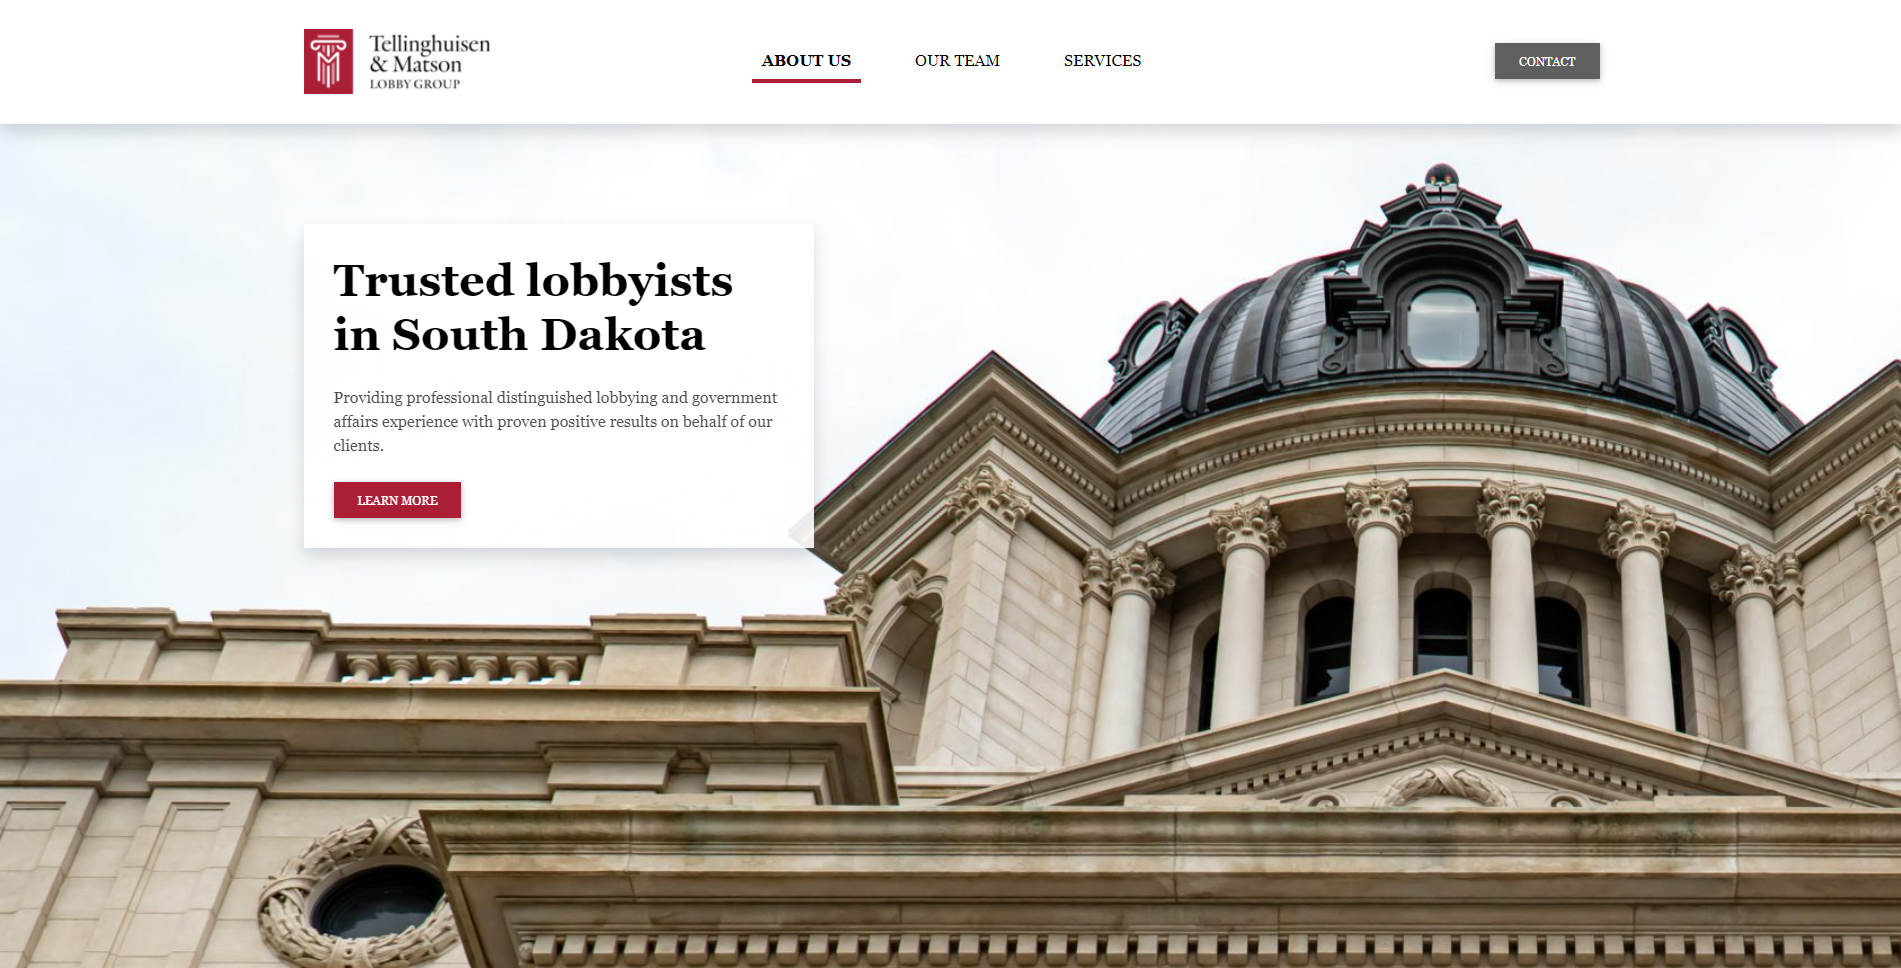 Tellinghuisen
& Matson
LOBBY GROUP
ABOUT US
OUR TEAM
SERVICES
CONTACT
Trusted lobbyists
in South Dakota
Providing professional distinguished lobbying and government
affairs experience with proven positive results on behalf of our
clients.
LEARN MORE